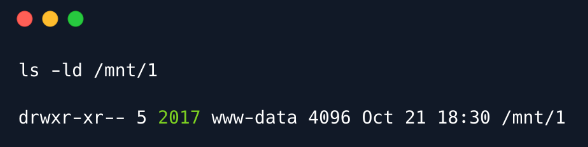 ls -ld /mnt/1
drwxr-xr-- 5 2017 www-data 4096 Oct 21 18:30 /mnt/1